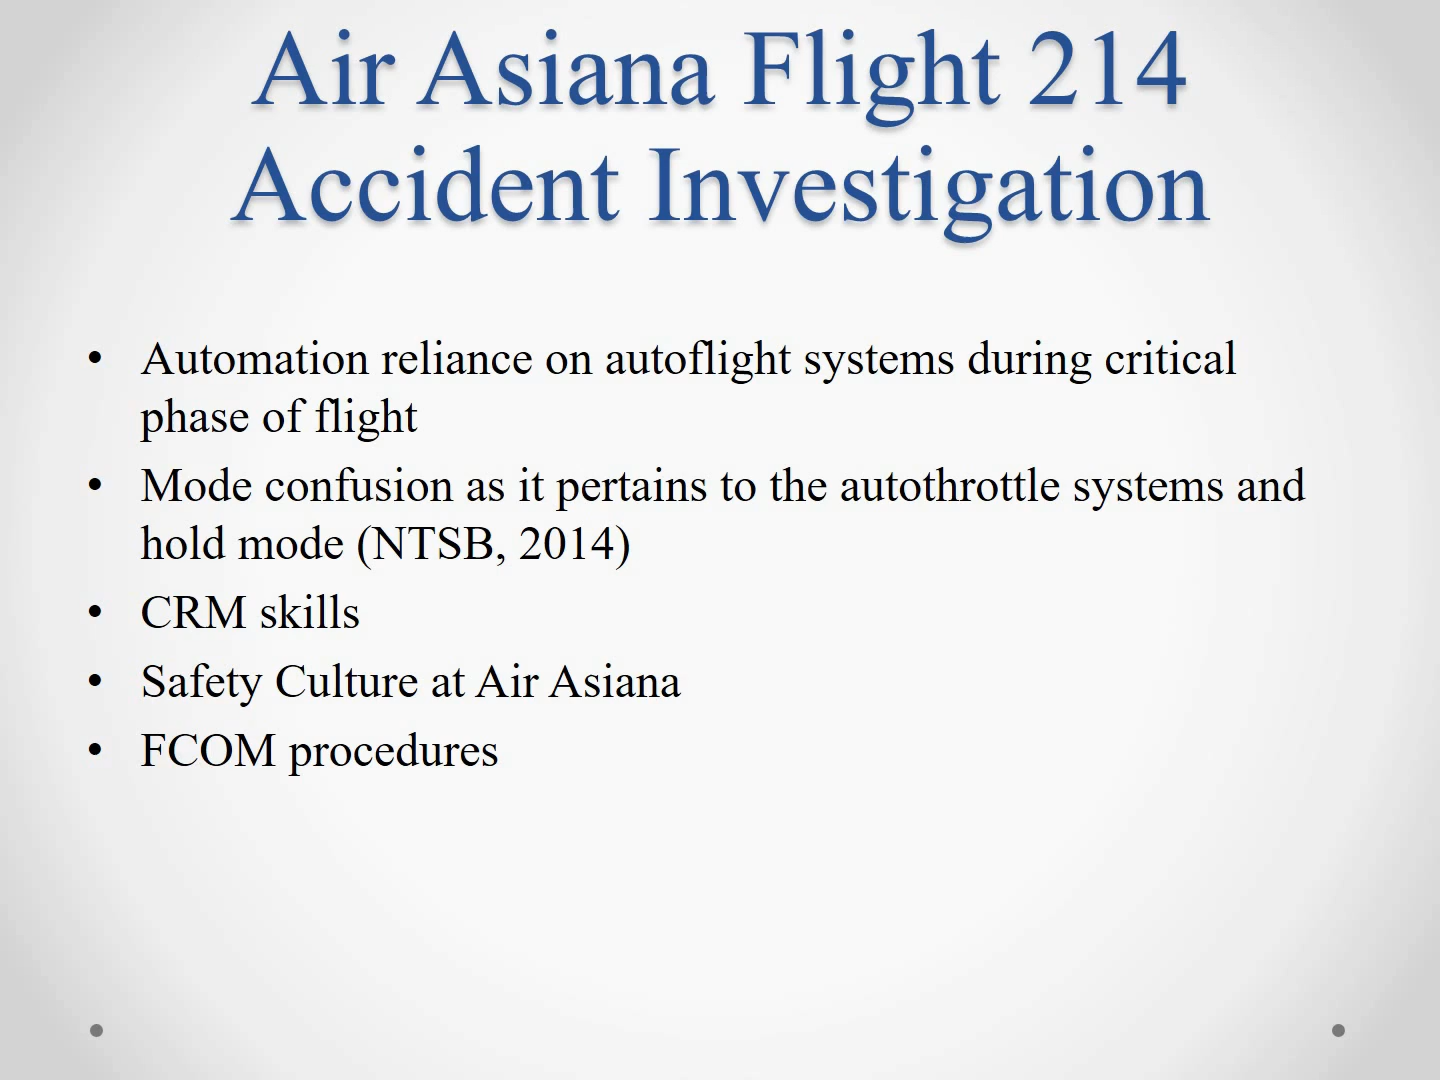 Air Asiana Flight 214
Accident Investigation
• Automation reliance on autoflight systems during critical
phase of flight
• Mode confusion as it pertains to the autothrottle systems and
hold mode (NTSB, 2014)
• CRM skills
• Safety Culture at Air Asiana
• FCOM procedures